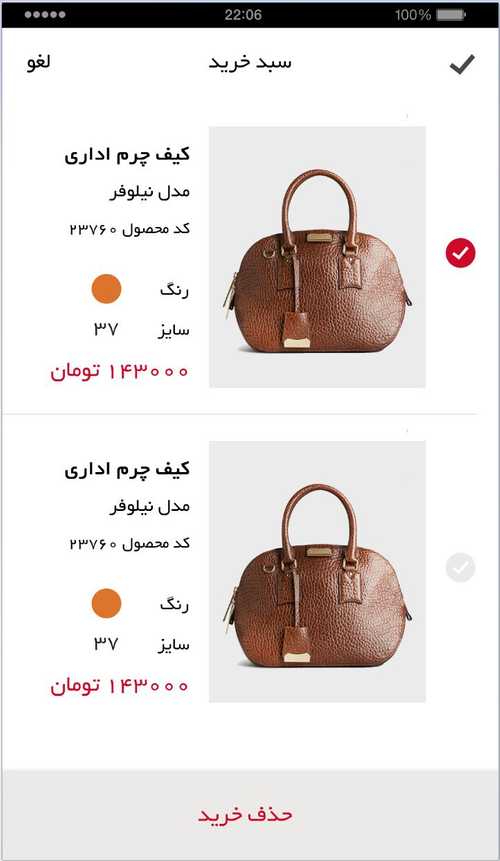 22:06
100%
سبد خرید
لغو
کیف چرم اداری
مدل نیلوفر
کد محصول ۲۳۷۶۰
رنگ
سایز ۳۷
۱۴۳۰۰۰ تومان
کیف چرم اداری
مدل نیلوفر
کد محصول ۲۳۷۶۰
رنگ
سایز ۳۷
۱۴۳۰۰۰ تومان
حذف خرید